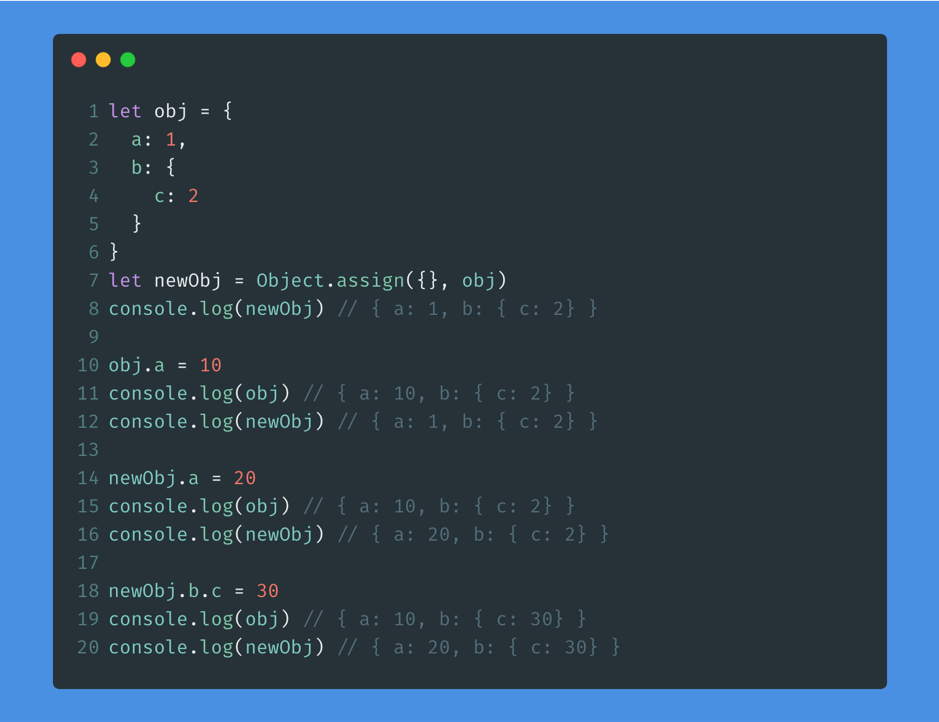 1 let obj = {
2   a: 1,
3   b: {
4     c: 2
5   }
6 }
7 let newObj = Object.assign({}, obj)
8 console.log(newObj) // { a: 1, b: { c: 2} }
9
10 obj.a = 10
11 console.log(obj) // { a: 10, b: { c: 2} }
12 console.log(newObj) // { a: 1, b: { c: 2} }
13
14 newObj.a = 20
15 console.log(obj) // { a: 10, b: { c: 2} }
16 console.log(newObj) // { a: 20, b: { c: 2} }
17
18 newObj.b.c = 30
19 console.log(obj) // { a: 10, b: { c: 30} }
20 console.log(newObj) // { a: 20, b: { c: 30} }